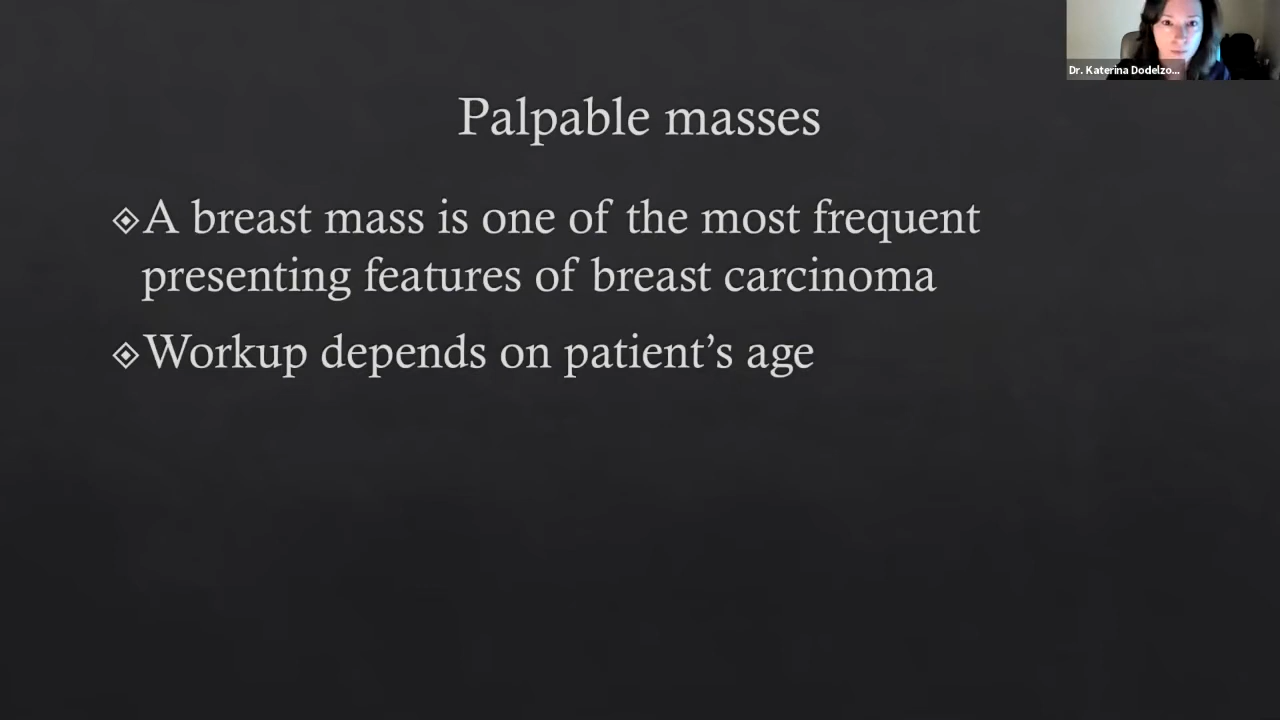 Dr. Katerina Dodelzo...
Palpable masses
A breast mass is one of the most frequent
presenting features of breast carcinoma
Workup depends on patient’s age